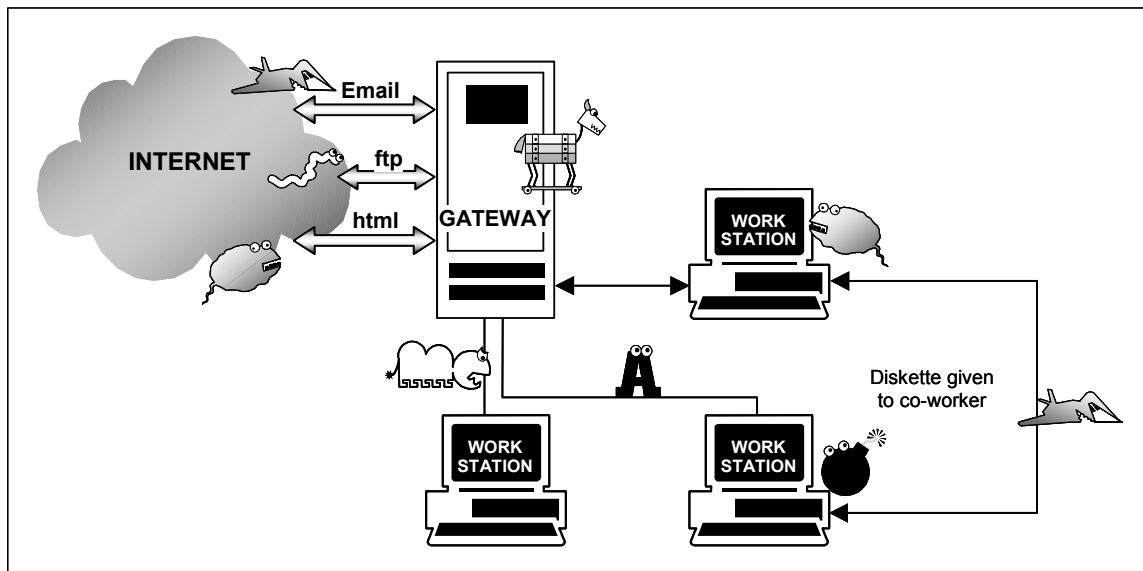 Email
INTERNET
ftp
html
GATEWAY
WORK
STATION
A
Diskette given
to co-worker
WORK
STATION
WORK
STATION